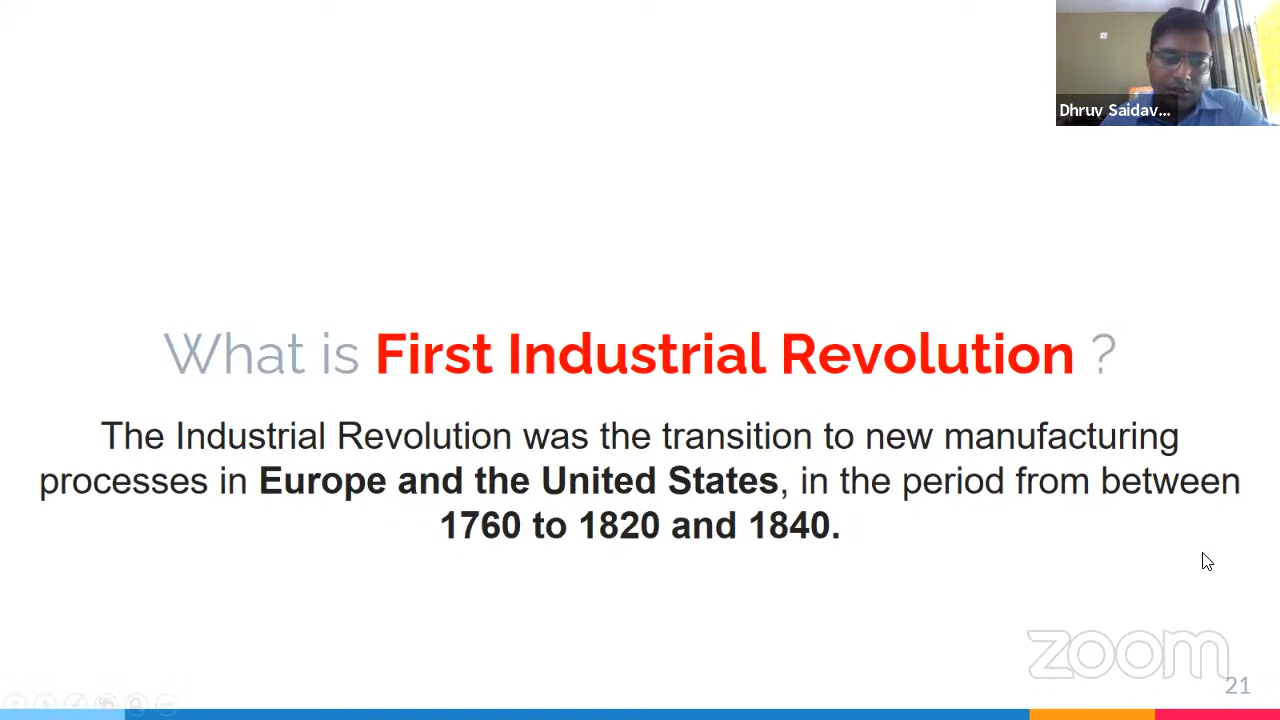 Dhruv Saidav...
What is First Industrial Revolution ?
The Industrial Revolution was the transition to new manufacturing
processes in Europe and the United States, in the period from between
1760 to 1820 and 1840.
zoom
21